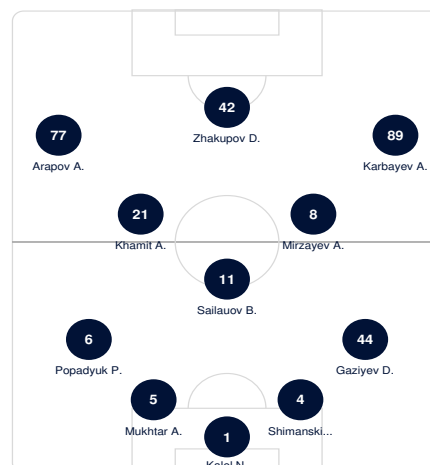 42
Zhakupov D.
77
Arapov A.
89
Karbayev A.
21
Khamit A.
8
Mirzayev A.
11
Sailauov B.
6
Popadyuk P.
44
Gaziyev D.
5
Mukhtar A.
4
Shimanski...
1